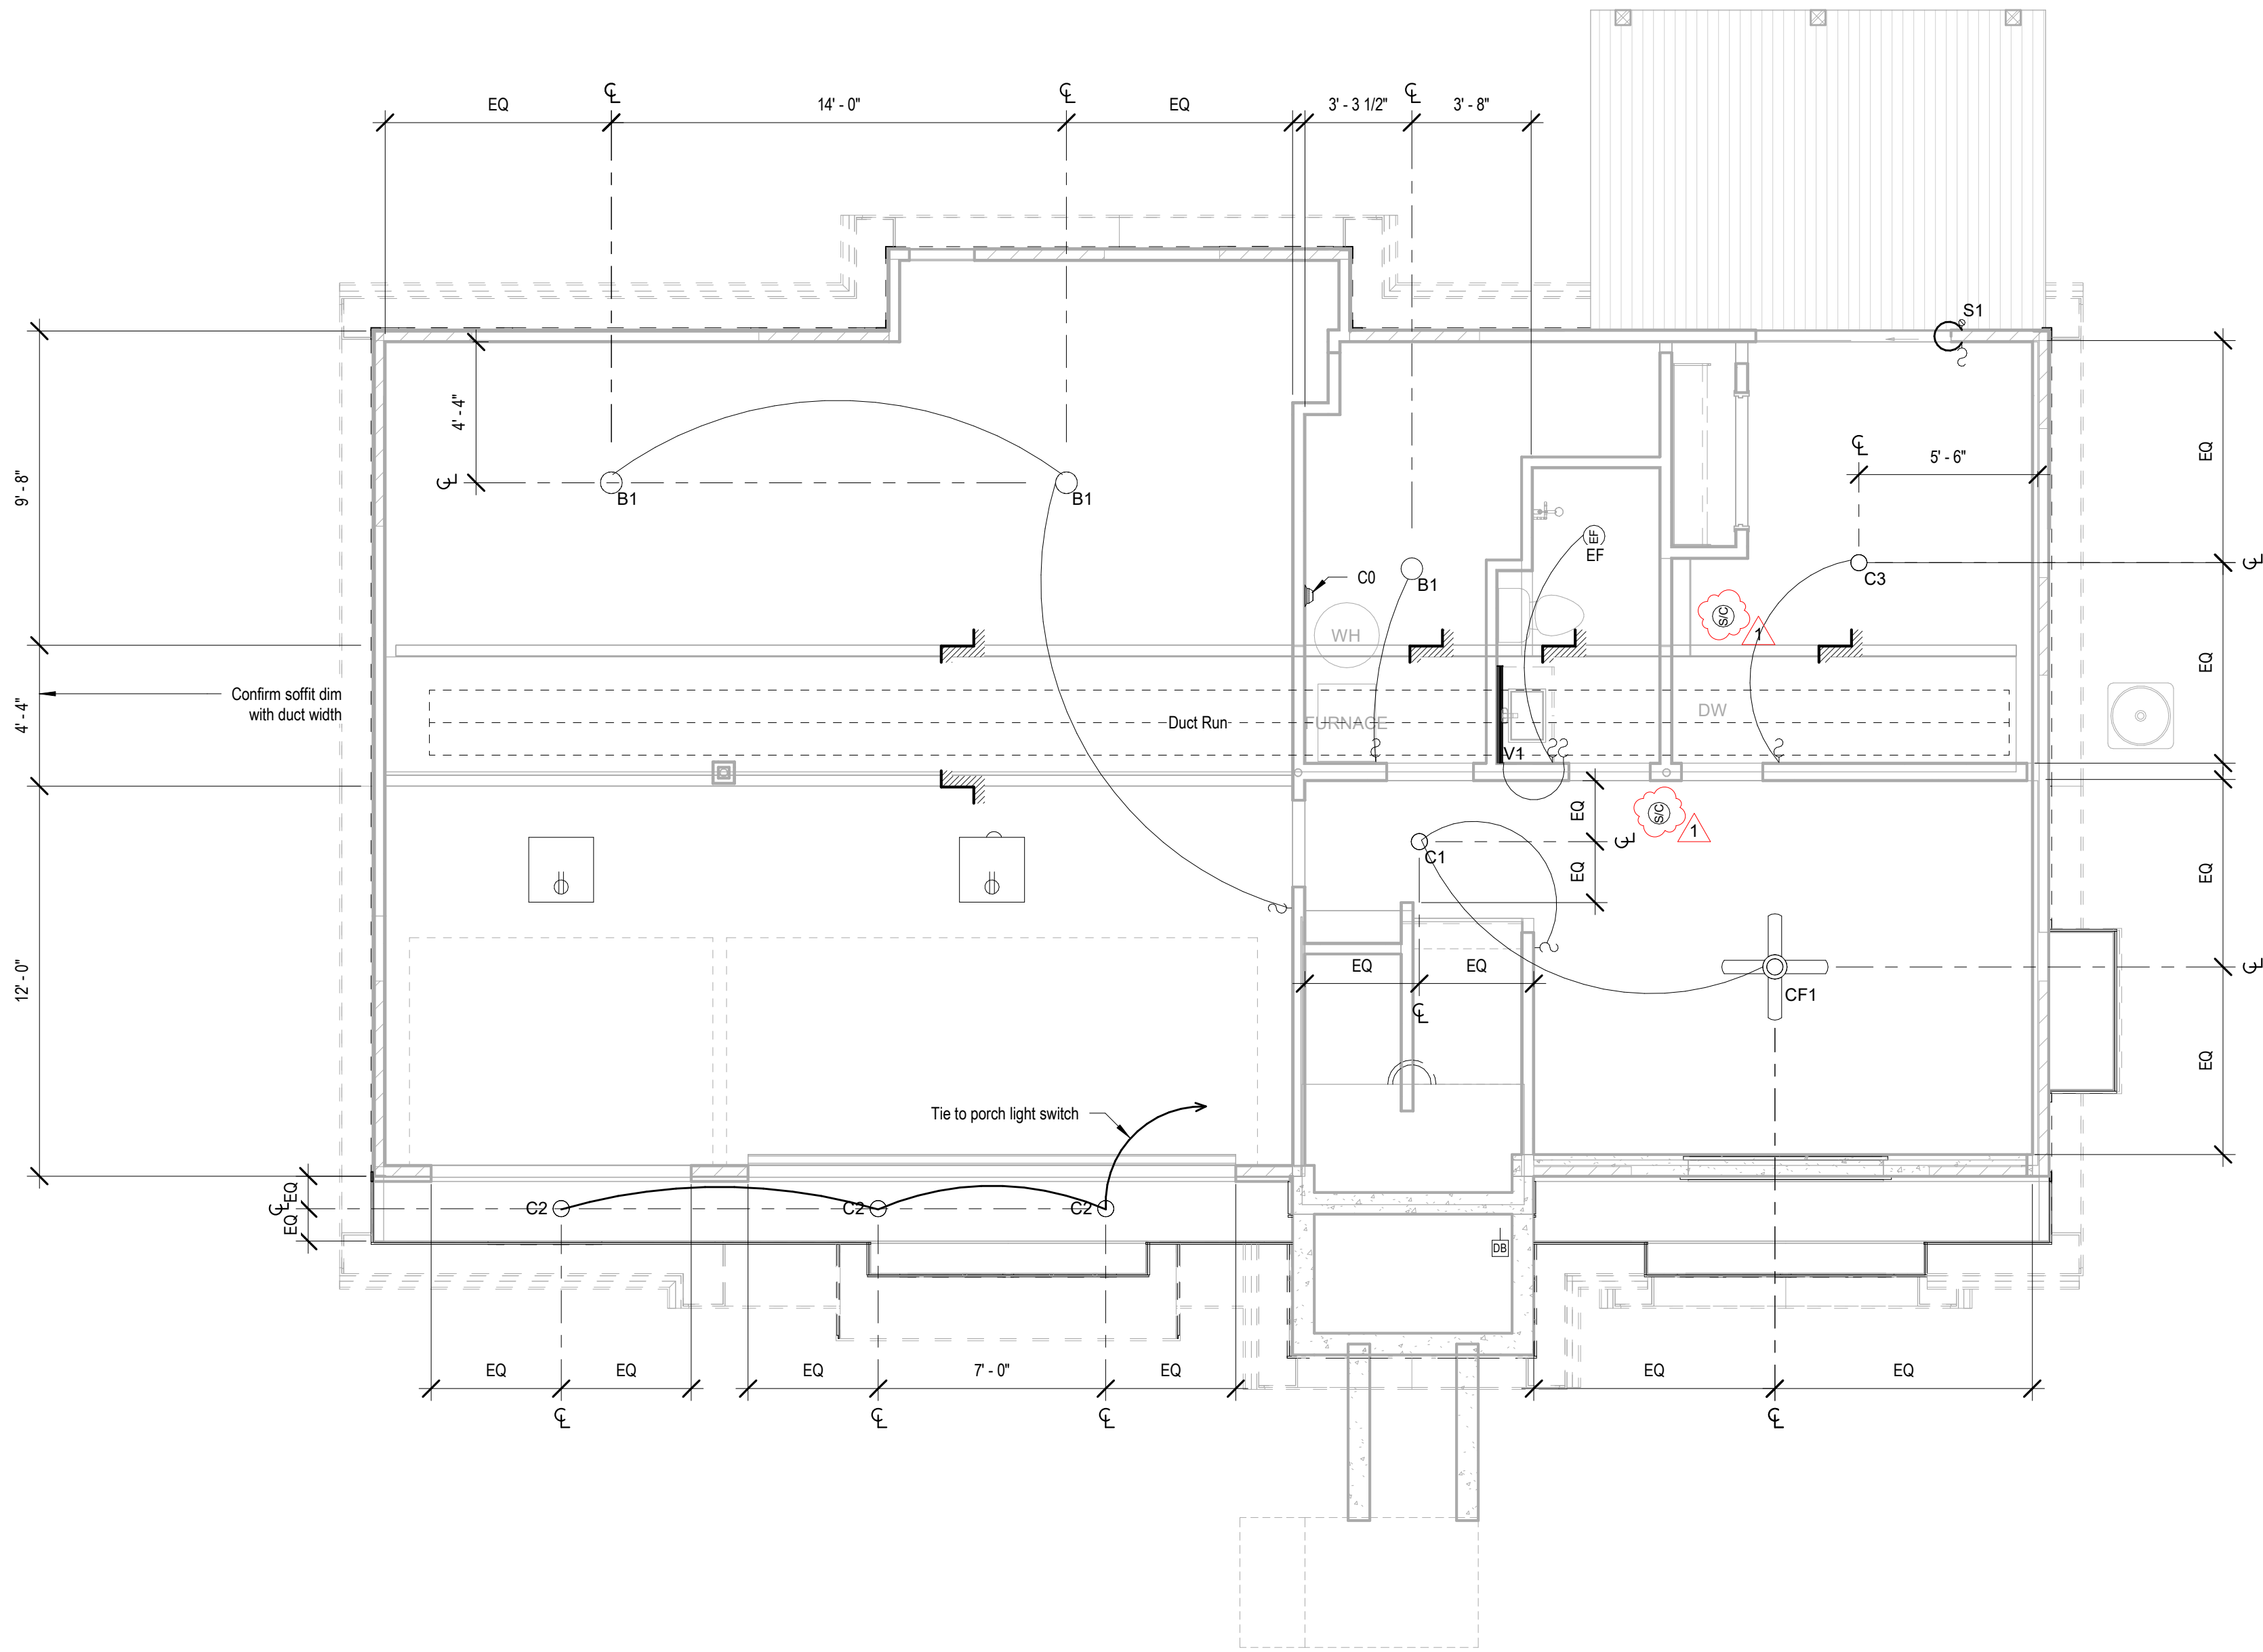 EQ
℄
14' - 0"
℄
EQ
3' - 3 1/2"
℄
3' - 8"
S1
4' - 4"
9' - 8"
EQ
℄
5' - 6"
℄
B1
B1
EF
EF
C0
B1
℄
C3
S/C
1
WH
EQ
Confirm soffit dim
with duct width
4' - 4"
Duct Run
FURNACE
DW
V1
S/C
1
EQ
℄
C1
EQ
EQ
12' - 0"
EQ
EQ
℄
℄
CF1
EQ
Tie to porch light switch
EQ
℄
EQ
C2
C2
C2
DB
EQ
EQ
EQ
7' - 0"
EQ
EQ
EQ
℄
℄
℄
℄